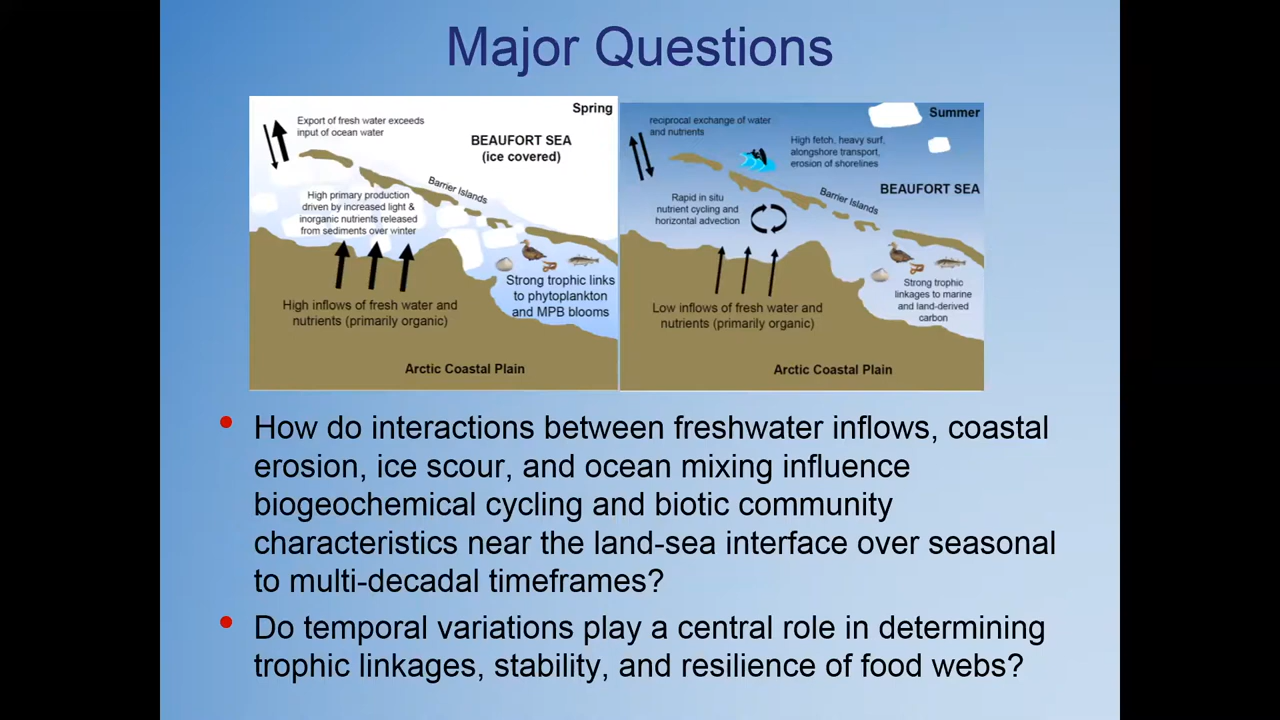 Major Questions
Spring
Export of fresh water exceeds
input of ocean water
BEAUFORT SEA
(ice covered)
Barrier Islands
High primary production
driven by increased light &
inorganic nutrients released
from sediments over winter
Strong trophic links
to phytoplankton
and MPB blooms
High inflows of fresh water and
nutrients (primarily organic)
Arctic Coastal Plain
Summer
reciprocal exchange of water
and nutrients
High fetch, heavy surf,
alongshore transport,
erosion of shorelines
BEAUFORT SEA
Barrier Islands
Rapid in situ
nutrient cycling and
horizontal advection
Strong trophic
linkages to marine
and land-derived
carbon
Low inflows of fresh water and
nutrients (primarily organic)
Arctic Coastal Plain
• How do interactions between freshwater inflows, coastal
erosion, ice scour, and ocean mixing influence
biogeochemical cycling and biotic community
characteristics near the land-sea interface over seasonal
to multi-decadal timeframes?
• Do temporal variations play a central role in determining
trophic linkages, stability, and resilience of food webs?